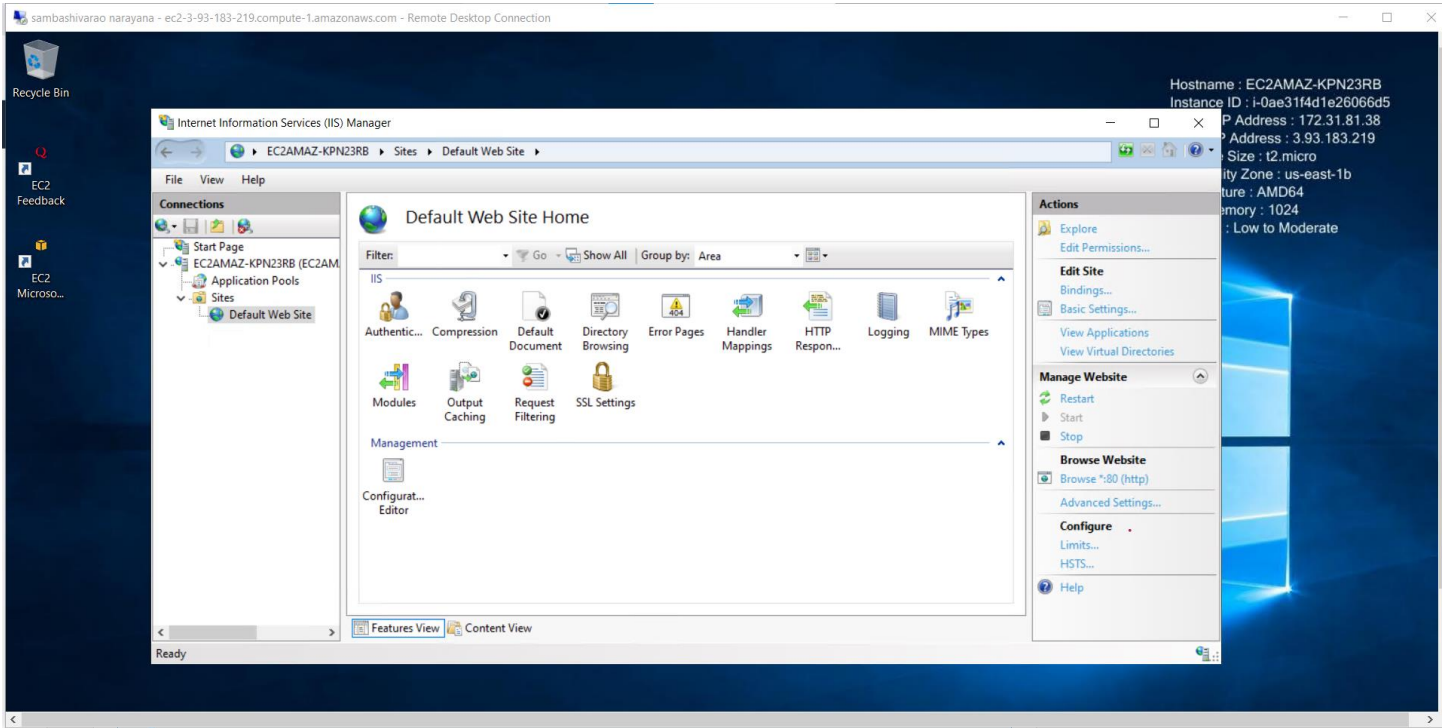 sambashivarao narayana - ec2-3-93-183-219.compute-1.amazonaws.com - Remote Desktop Connection
Recycle Bin
EC2
Feedback
EC2
Microso...
Hostname : EC2AMAZ-KPN23RB
Instance ID : i-0ae31f4d1e26066d5
P Address : 172.31.81.38
P Address : 3.93.183.219
Size : t2.micro
ity Zone : us-east-1b
ture : AMD64
emory : 1024
: Low to Moderate
Internet Information Services (IIS) Manager
EC2AMAZ-KPN23RB Sites Default Web Site
File View Help
Connections
Start Page
EC2AMAZ-KPN23RB (EC2AM
Application Pools
Sites
Default Web Site
Default Web Site Home
Filter: Go Show All Group by: Area
IIS
Authentic...
Compression
Default
Document
Directory
Browsing
Error Pages
404
Handler
Mappings
HTTP
Respon...
Logging
MIME Types
Modules
Output
Caching
Request
Filtering
SSL Settings
Management
Configurat...
Editor
Features View Content View
Ready
Actions
Explore
Edit Permissions...
Edit Site
Bindings...
Basic Settings...
View Applications
View Virtual Directories
Manage Website
Restart
Start
Stop
Browse Website
Browse *:80 (http)
Advanced Settings...
Configure
Limits...
HSTS...
Help